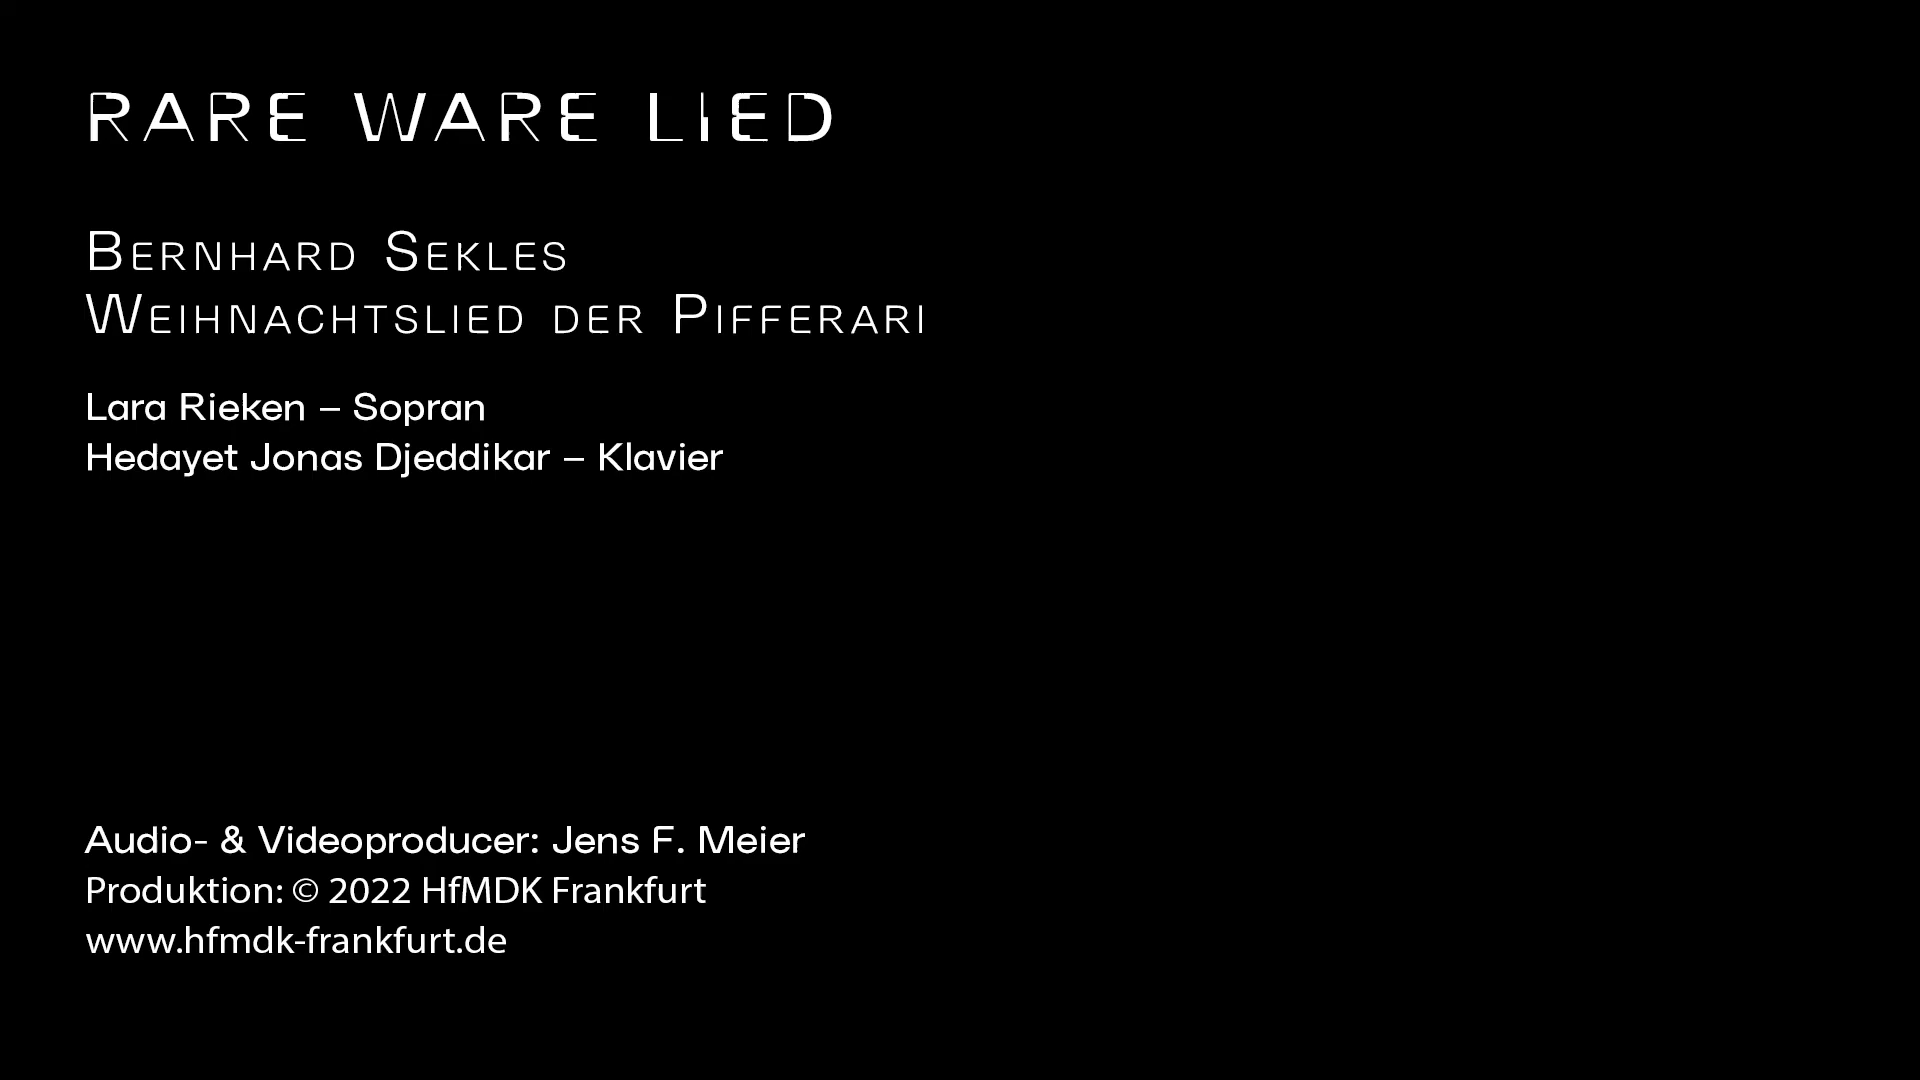 RARE WARE LIED
Bernhard Sekles
Weihnachtslied der Pifferari
Lara Rieken – Sopran
Hedayet Jonas Djeddikar – Klavier
Audio- & Videoproducer: Jens F. Meier
Produktion: © 2022 HfMDK Frankfurt
www.hfmdk-frankfurt.de